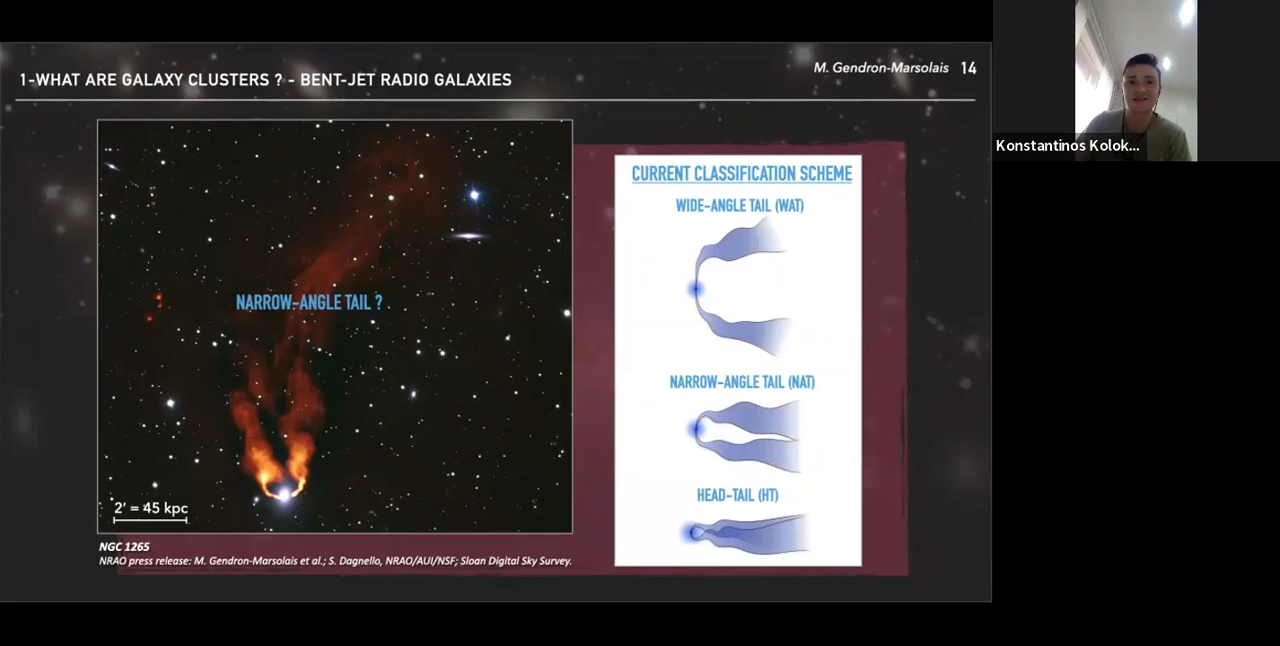 1-WHAT ARE GALAXY CLUSTERS ? - BENT-JET RADIO GALAXIES
M. Gendron-Marsolais 14
NARROW-ANGLE TAIL ?
2' = 45 kpc
NGC 1265
NRAO press release: M. Gendron-Marsolais et al.; S. Dagnello, NRAO/AUI/NSF; Sloan Digital Sky Survey.
CURRENT CLASSIFICATION SCHEME
WIDE-ANGLE TAIL (WAT)
NARROW-ANGLE TAIL (NAT)
HEAD-TAIL (HT)
Konstantinos Kolok...